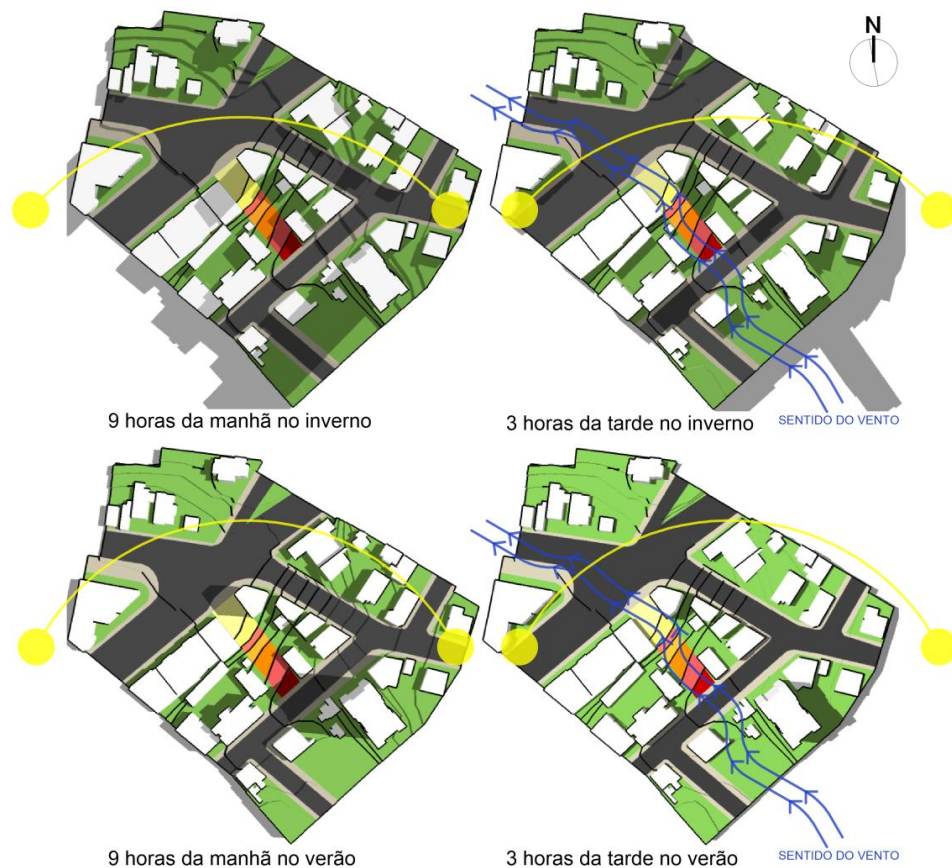 N
9 horas da manhã no inverno
3 horas da tarde no inverno
SENTIDO DO VENTO
9 horas da manhã no verão
3 horas da tarde no verão
SENTIDO DO VENTO